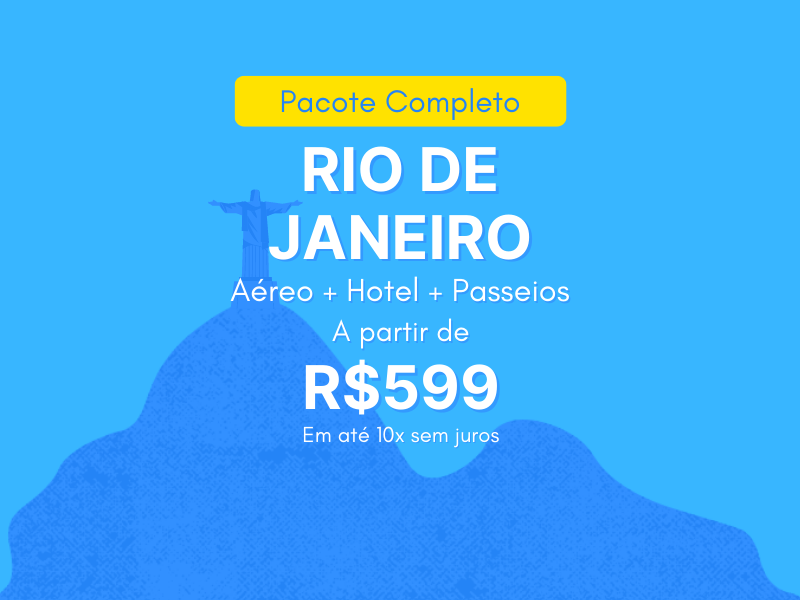 Pacote Completo
RIO DE
JANEIRO
Aéreo + Hotel + Passeios
A partir de
R$599
Em até 10x sem juros